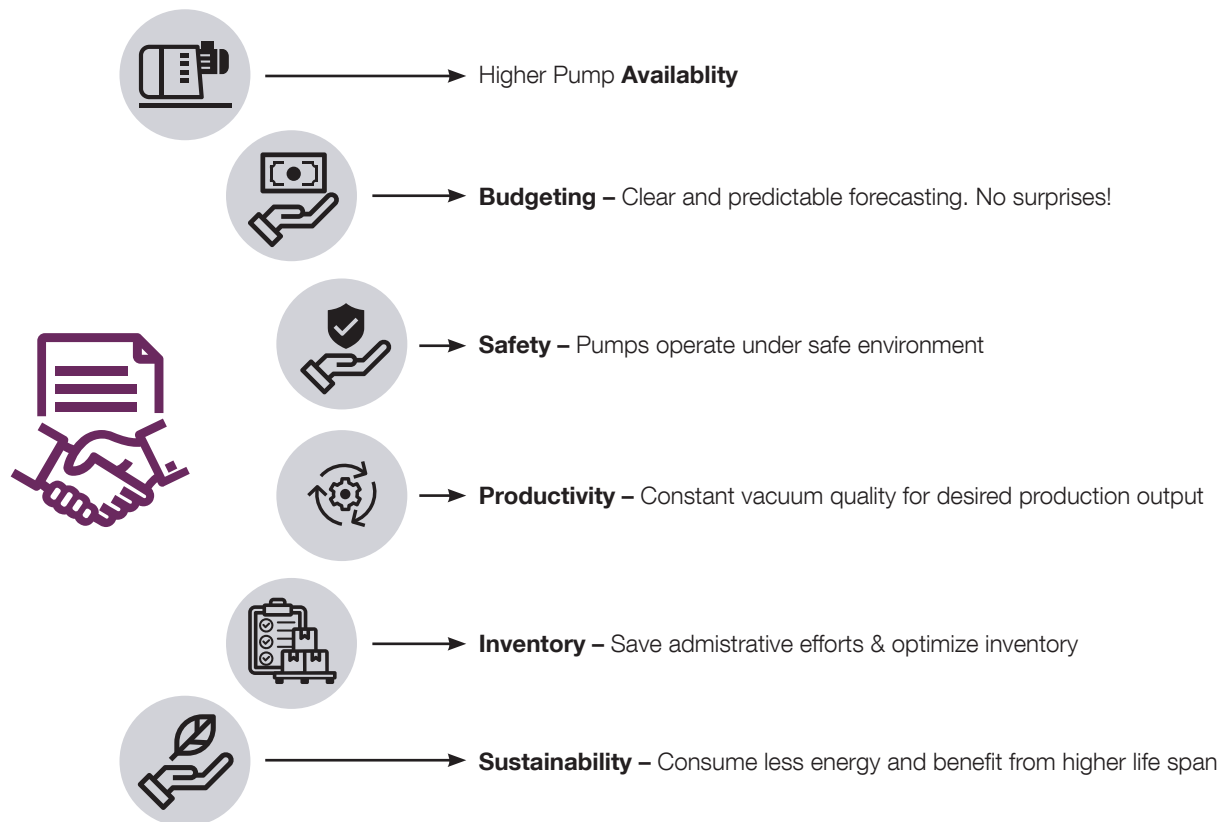 Higher Pump Availablity
Budgeting – Clear and predictable forecasting. No surprises!
Safety – Pumps operate under safe environment
Productivity – Constant vacuum quality for desired production output
Inventory – Save admistrative efforts & optimize inventory
Sustainability – Consume less energy and benefit from higher life span